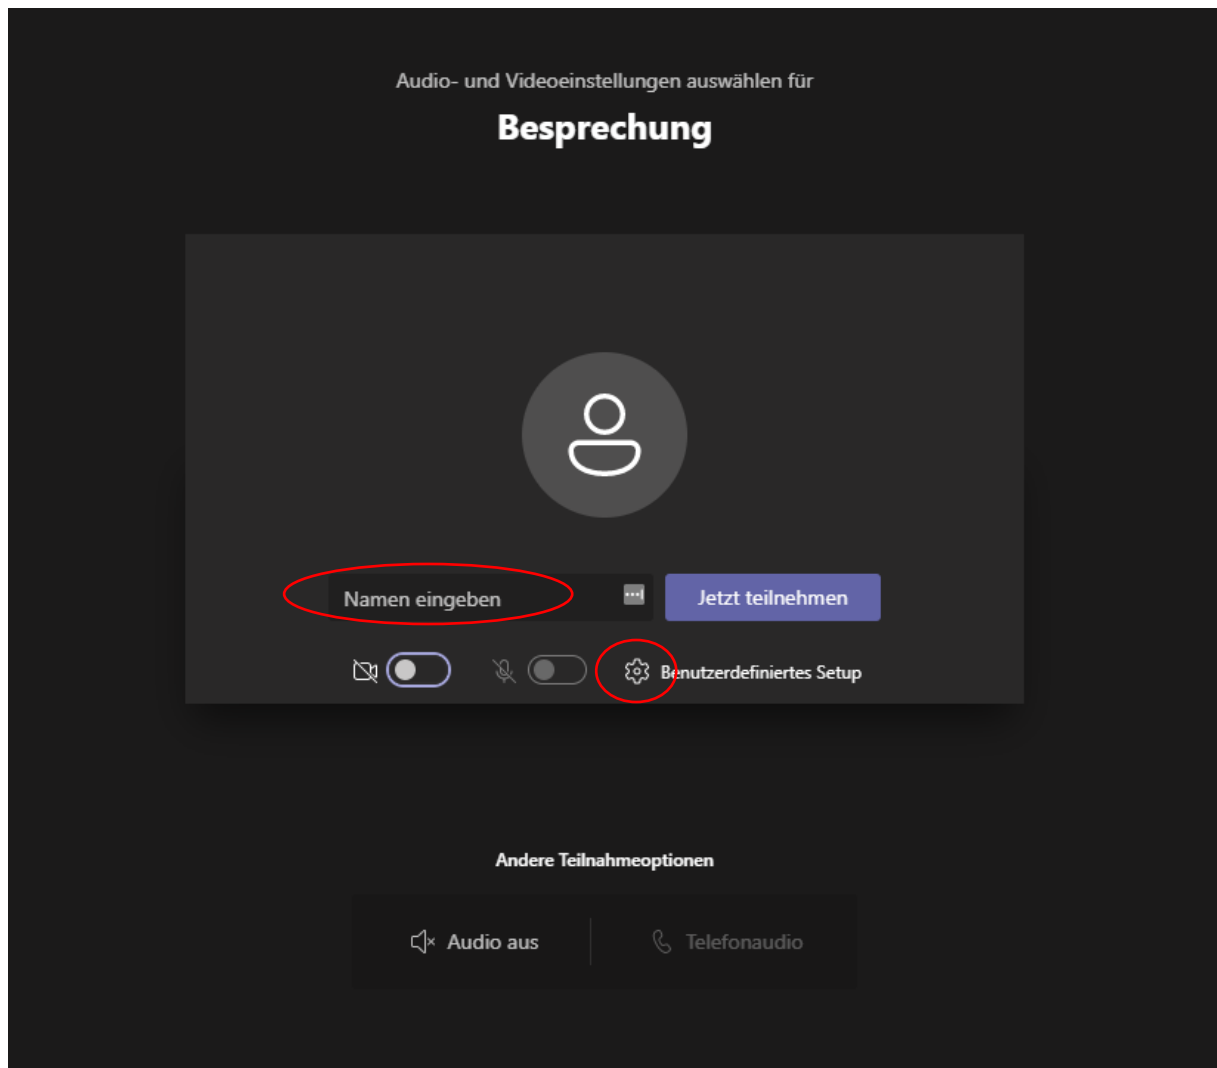 Audio- und Videoeinstellungen auswählen für
Besprechung
Namen eingeben
Jetzt teilnehmen
Benutzerdefiniertes Setup
Andere Teilnahmeoptionen
Audio aus
Telefonaudio